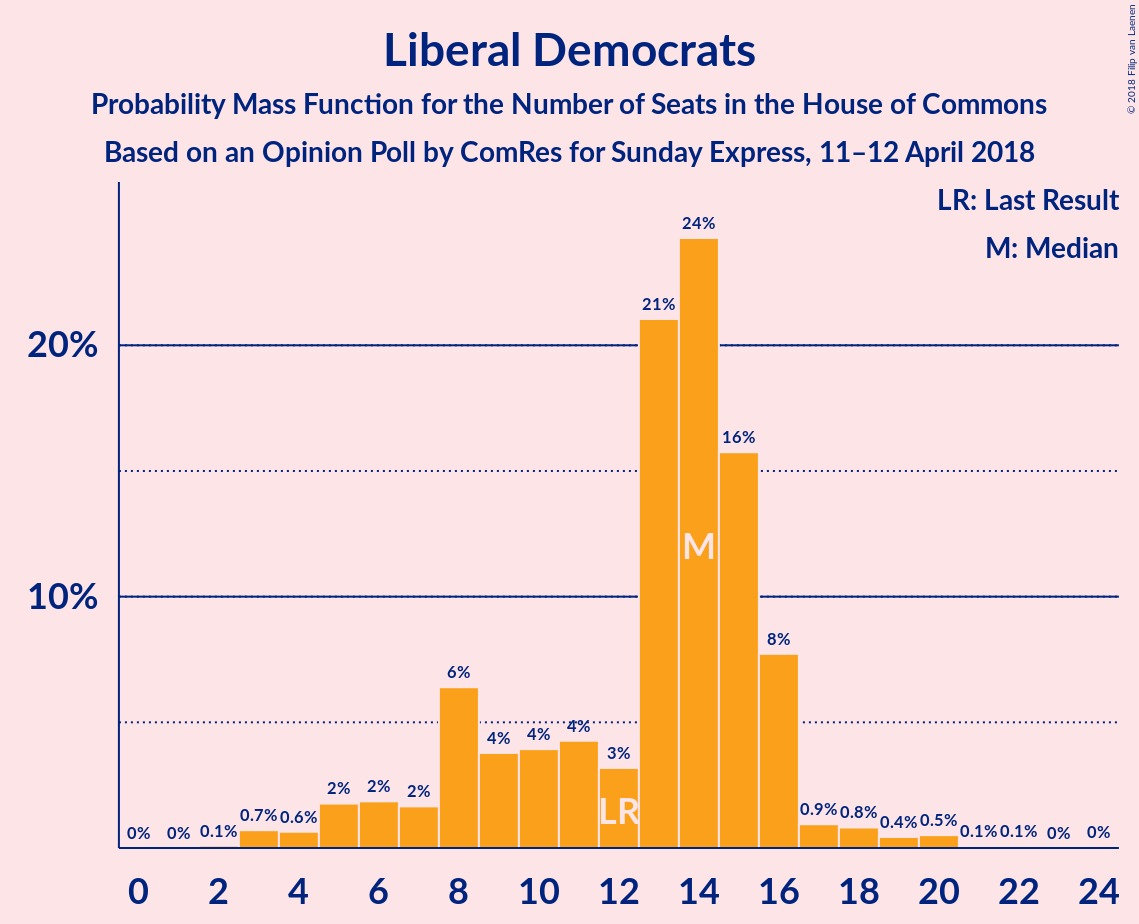 Liberal Democrats
Probability Mass Function for the Number of Seats in the House of Commons
Based on an Opinion Poll by ComRes for Sunday Express, 11–12 April 2018
© 2018 Filip van Laenen
LR: Last Result
M: Median
20%
10%
0% 0% 0.1% 0.7% 0.6% 2% 2% 2% 6% 4% 4% 4% 3% 21% 24% 16% 8% 0.9% 0.8% 0.4% 0.5% 0.1% 0.1% 0% 0%
M
LR
0 2 4 6 8 10 12 14 16 18 20 22 24